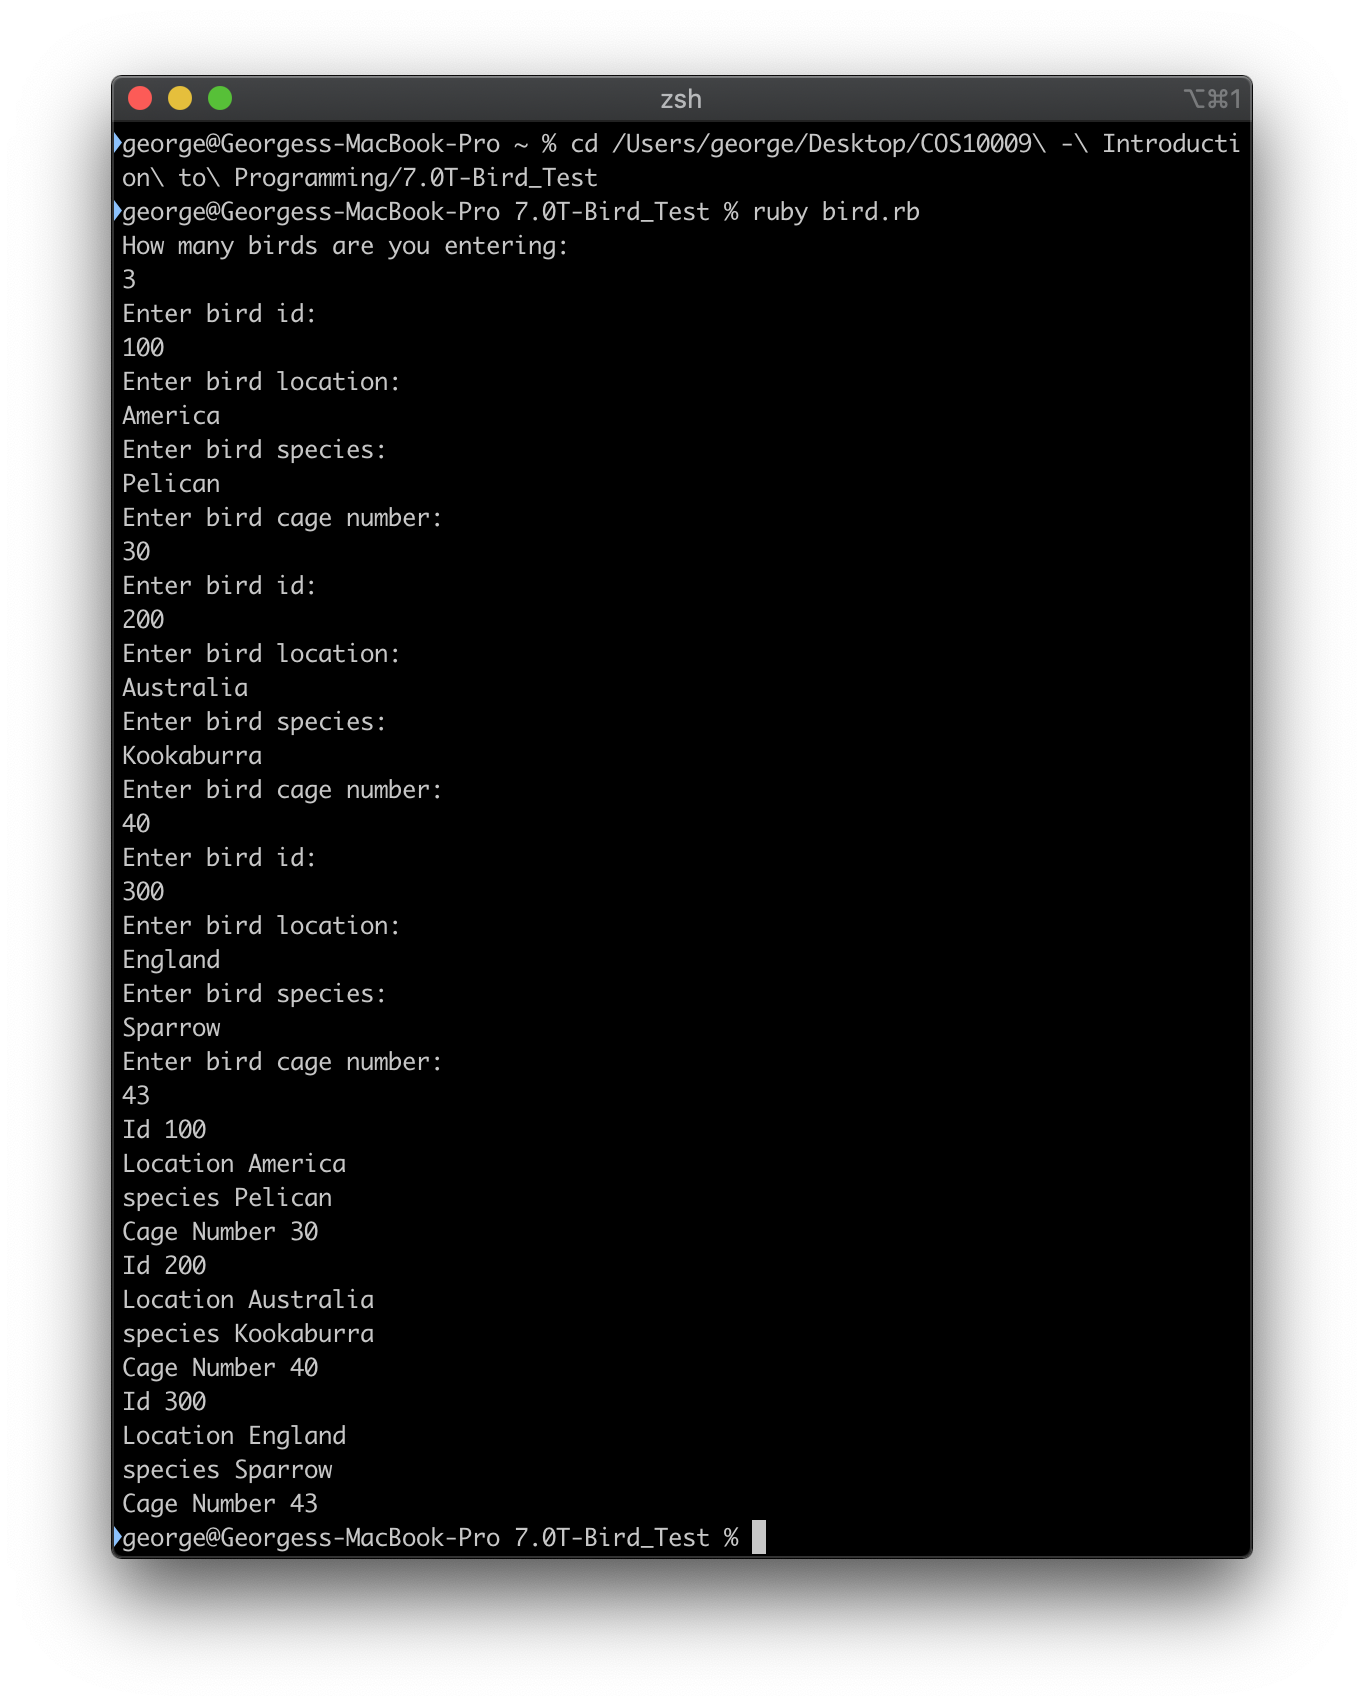 zsh ⌥⌘1
george@Georgess-MacBook-Pro ~ % cd /Users/george/Desktop/COS10009\ -\ Introducti
on\ to\ Programming/7.0T-Bird_Test
george@Georgess-MacBook-Pro 7.0T-Bird_Test % ruby bird.rb
How many birds are you entering:
3
Enter bird id:
100
Enter bird location:
America
Enter bird species:
Pelican
Enter bird cage number:
30
Enter bird id:
200
Enter bird location:
Australia
Enter bird species:
Kookaburra
Enter bird cage number:
40
Enter bird id:
300
Enter bird location:
England
Enter bird species:
Sparrow
Enter bird cage number:
43
Id 100
Location America
species Pelican
Cage Number 30
Id 200
Location Australia
species Kookaburra
Cage Number 40
Id 300
Location England
species Sparrow
Cage Number 43
george@Georgess-MacBook-Pro 7.0T-Bird_Test %